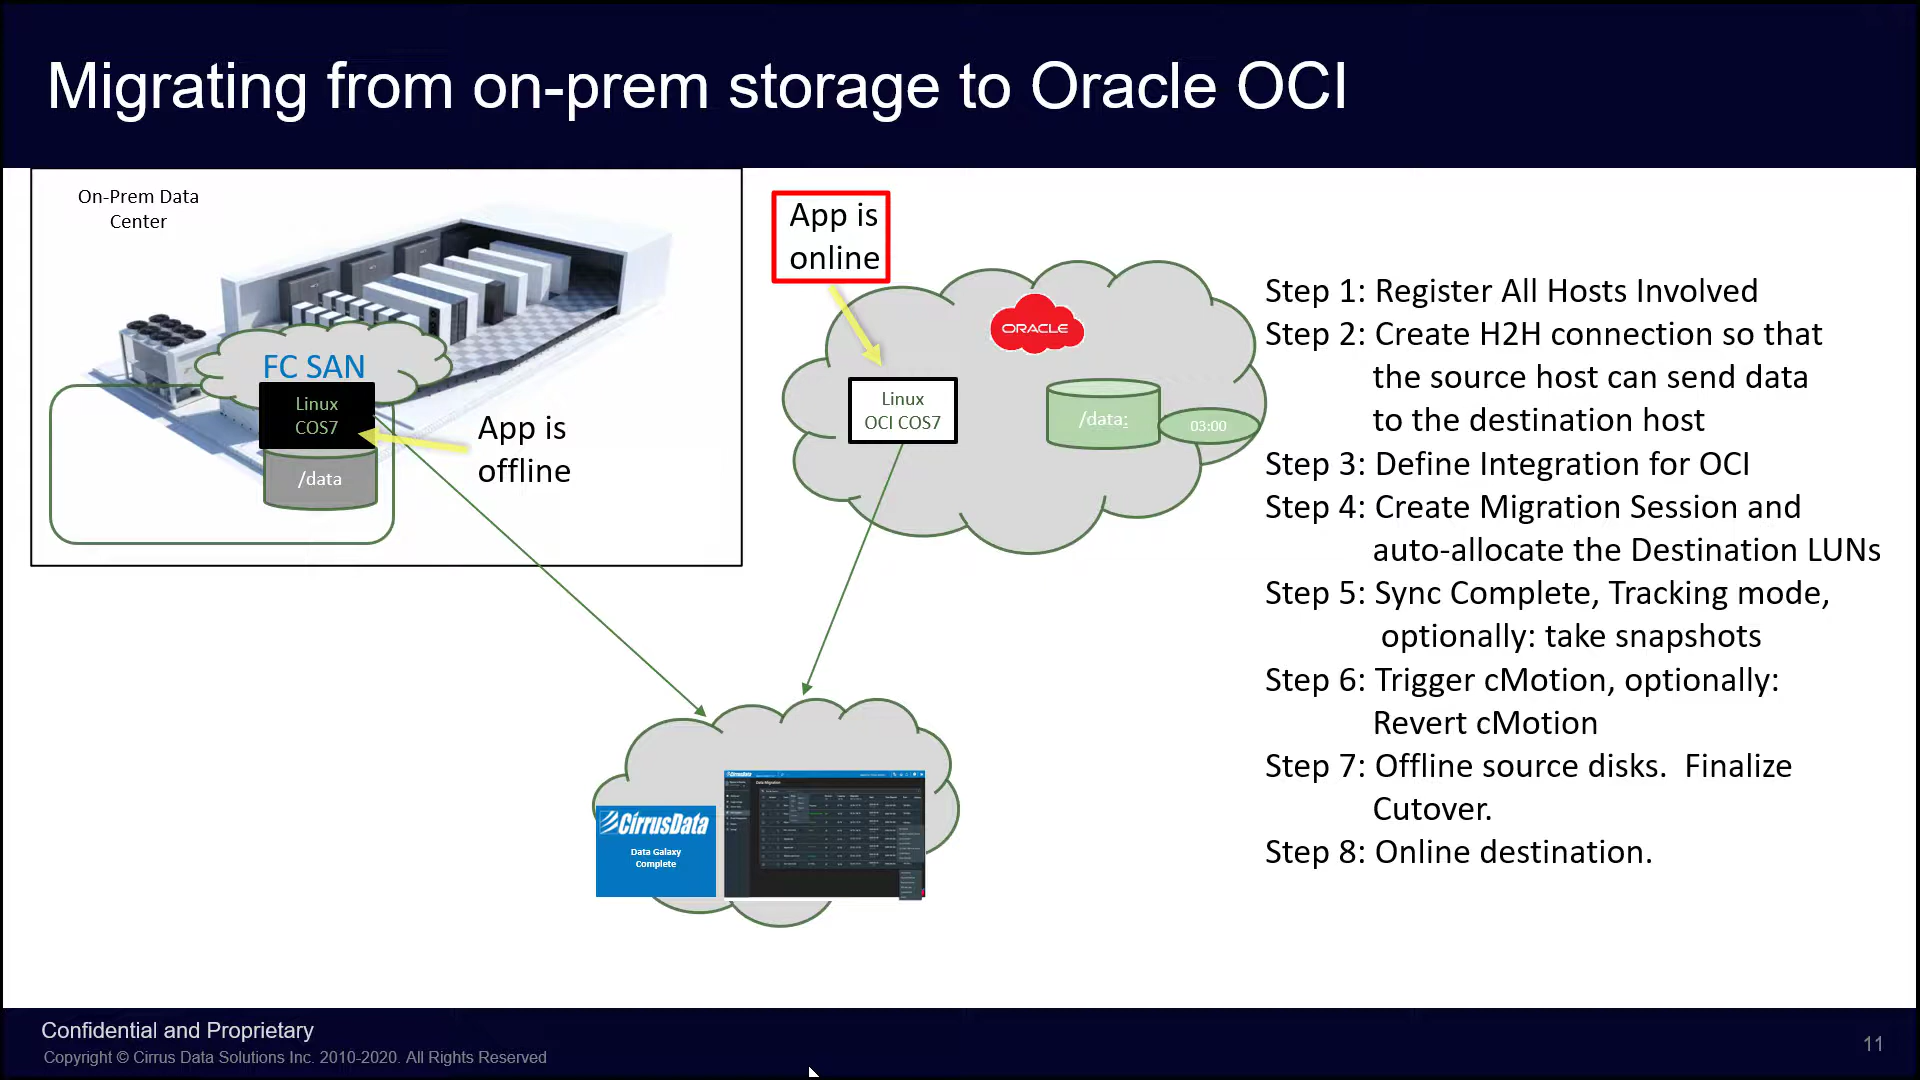 Migrating from on-prem storage to Oracle OCI
On-Prem Data
Center
FC SAN
Linux
COS7
/data
App is
offline
App is
online
ORACLE
Linux
OCI COS7
/data:
03:00
CirrusData
Data Galaxy
Complete
Step 1: Register All Hosts Involved
Step 2: Create H2H connection so that
the source host can send data
to the destination host
Step 3: Define Integration for OCI
Step 4: Create Migration Session and
auto-allocate the Destination LUNs
Step 5: Sync Complete, Tracking mode,
optionally: take snapshots
Step 6: Trigger cMotion, optionally:
Revert cMotion
Step 7: Offline source disks.  Finalize
Cutover.
Step 8: Online destination.
Confidential and Proprietary
Copyright © Cirrus Data Solutions Inc. 2010-2020. All Rights Reserved
11